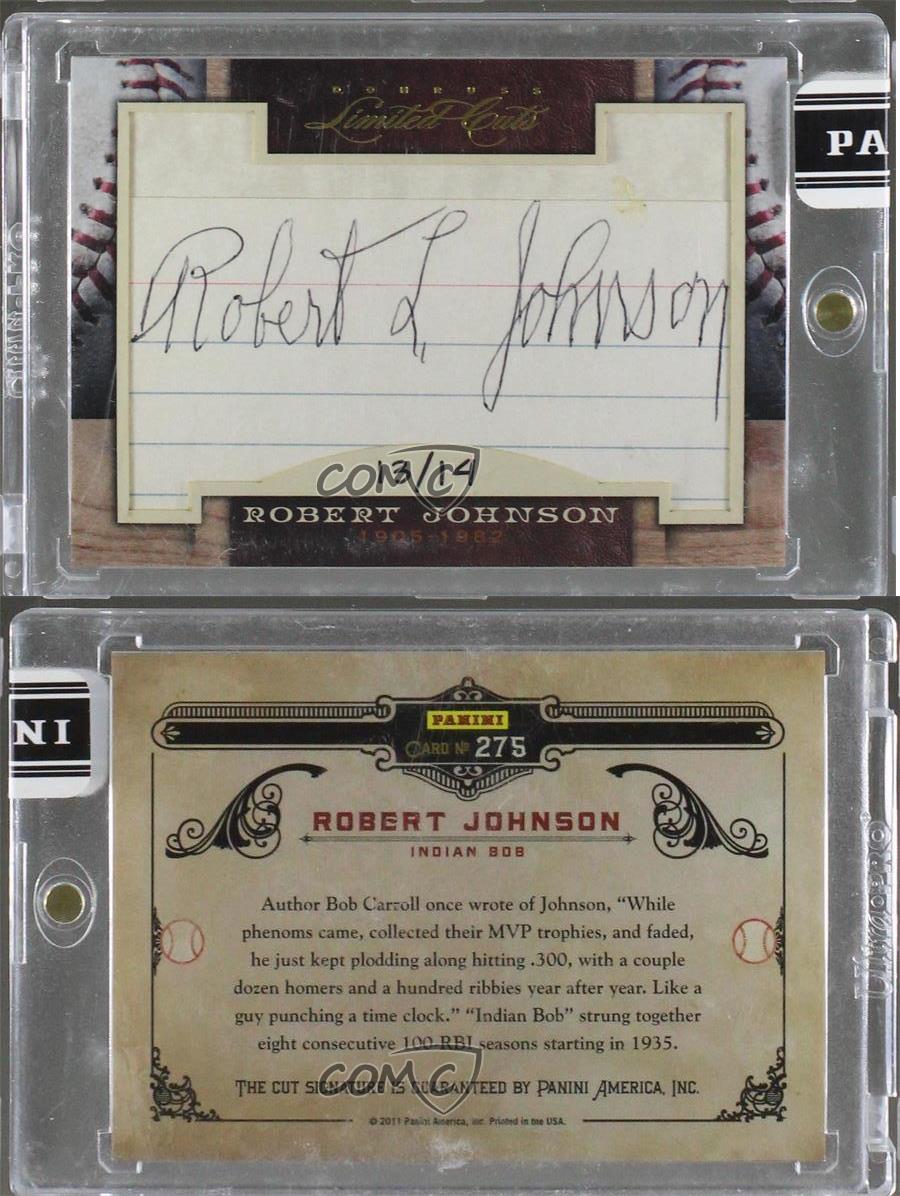 DONRUSS
Limited Cuts
PA
Robert L. Johnson
13/14
COMC
ROBERT JOHNSON
1905-1982
NI
PANINI
CARD Nº 275
ROBERT JOHNSON
INDIAN BOB
Author Bob Carroll once wrote of Johnson, “While
phenoms came, collected their MVP trophies, and faded,
he just kept plodding along hitting .300, with a couple
dozen homers and a hundred ribbies year after year. Like a
guy punching a time clock.” “Indian Bob” strung together
eight consecutive 100 RBI seasons starting in 1935.
COMC
THE CUT SIGNATURE IS GUARANTEED BY PANINI AMERICA, INC.
© 2011 Panini America, Inc. Printed in the USA.
ULTRA•PRO